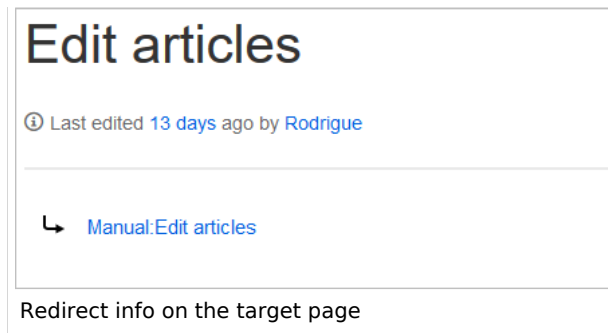 Edit articles
Last edited 13 days ago by Rodrigue
Manual:Edit articles
Redirect info on the target page